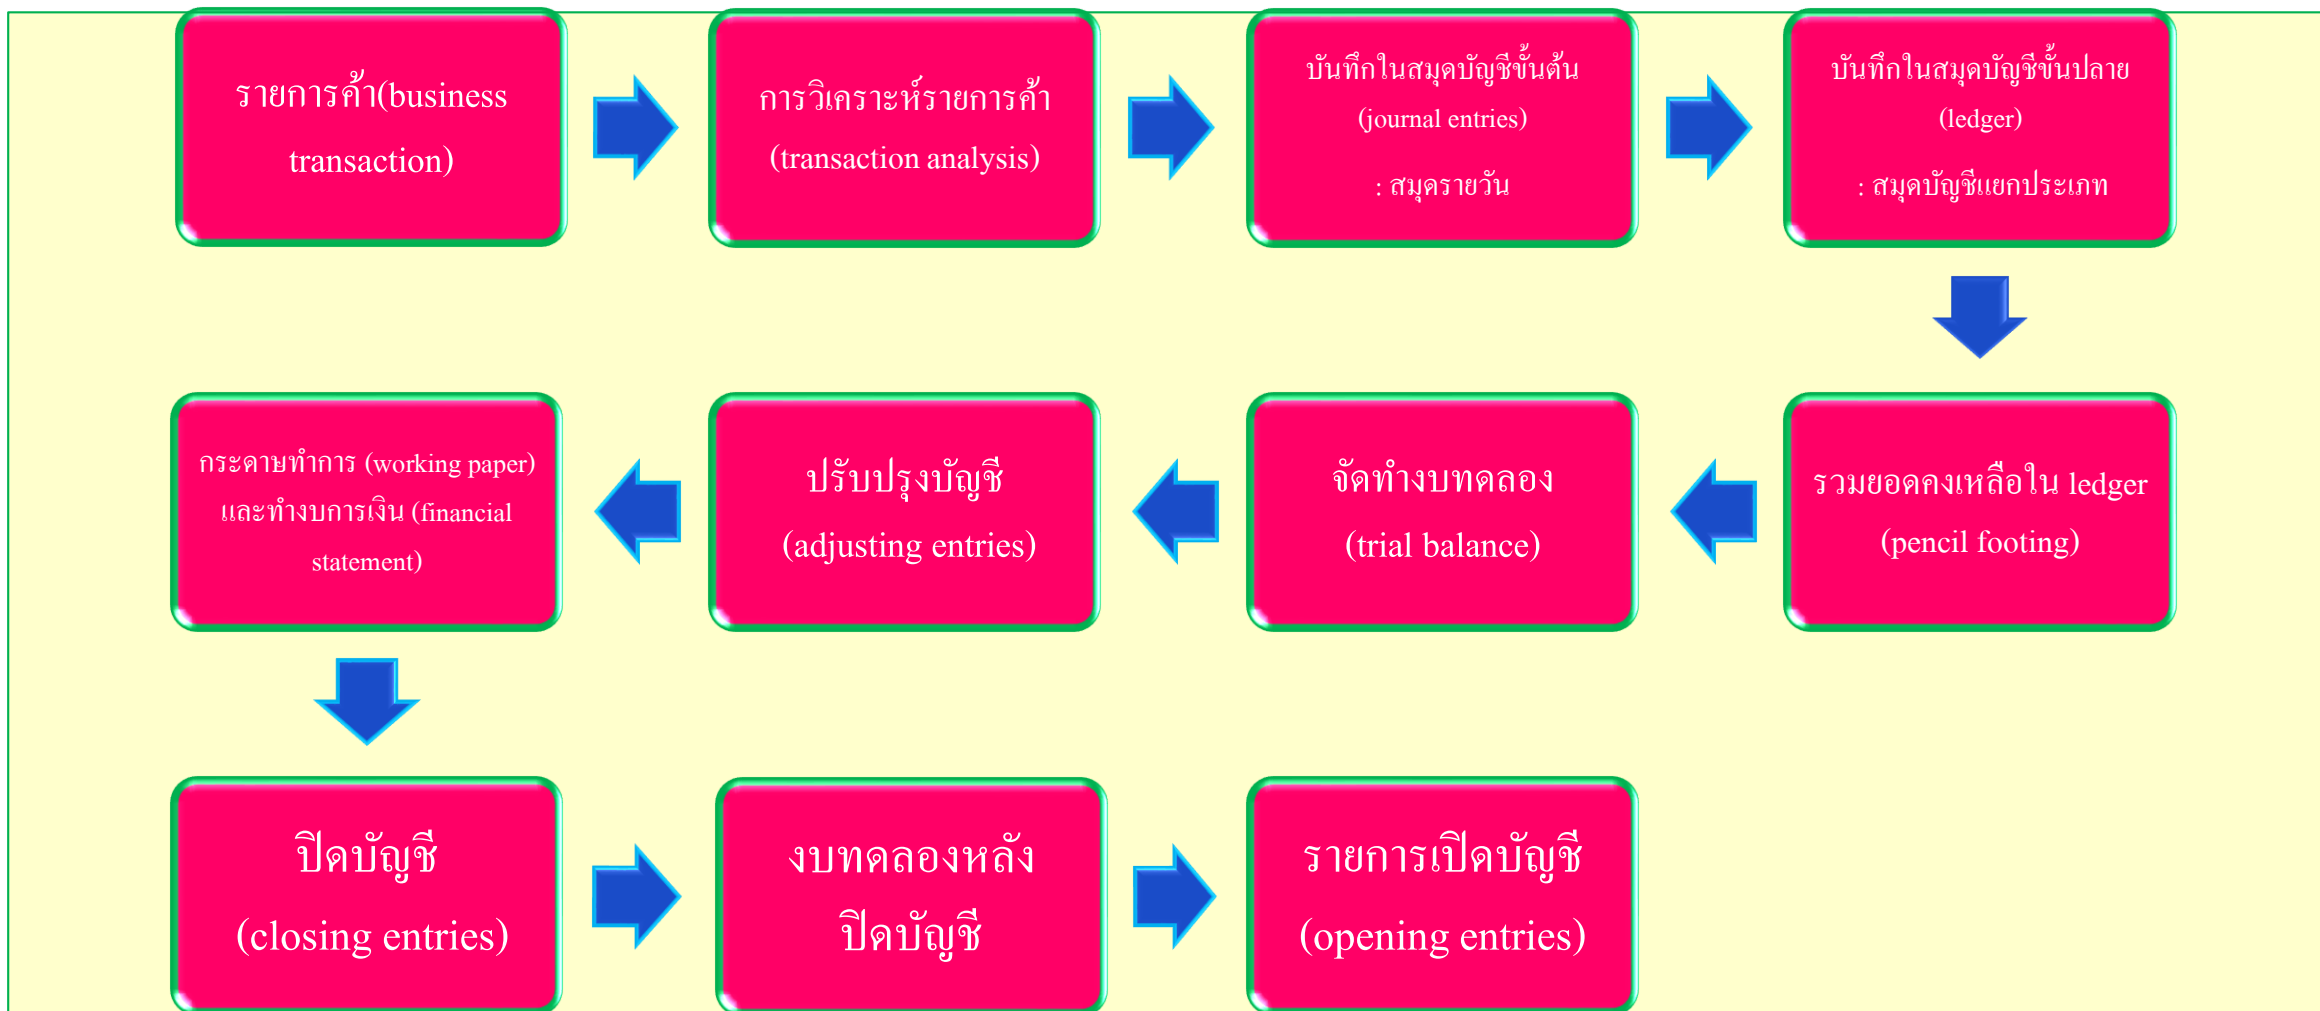 รายการค้า(business
transaction)
การวิเคราะห์รายการค้า
(transaction analysis)
บันทึกในสมุดบัญชีขั้นต้น
(journal entries)
: สมุดรายวัน
บันทึกในสมุดบัญชีขั้นปลาย
(ledger)
: สมุดบัญชีแยกประเภท
รวมยอดคงเหลือใน ledger
(pencil footing)
จัดทำงบทดลอง
(trial balance)
ปรับปรุงบัญชี
(adjusting entries)
กระดาษทำการ (working paper)
และทำงบการเงิน (financial
statement)
ปิดบัญชี
(closing entries)
งบทดลองหลัง
ปิดบัญชี
รายการเปิดบัญชี
(opening entries)